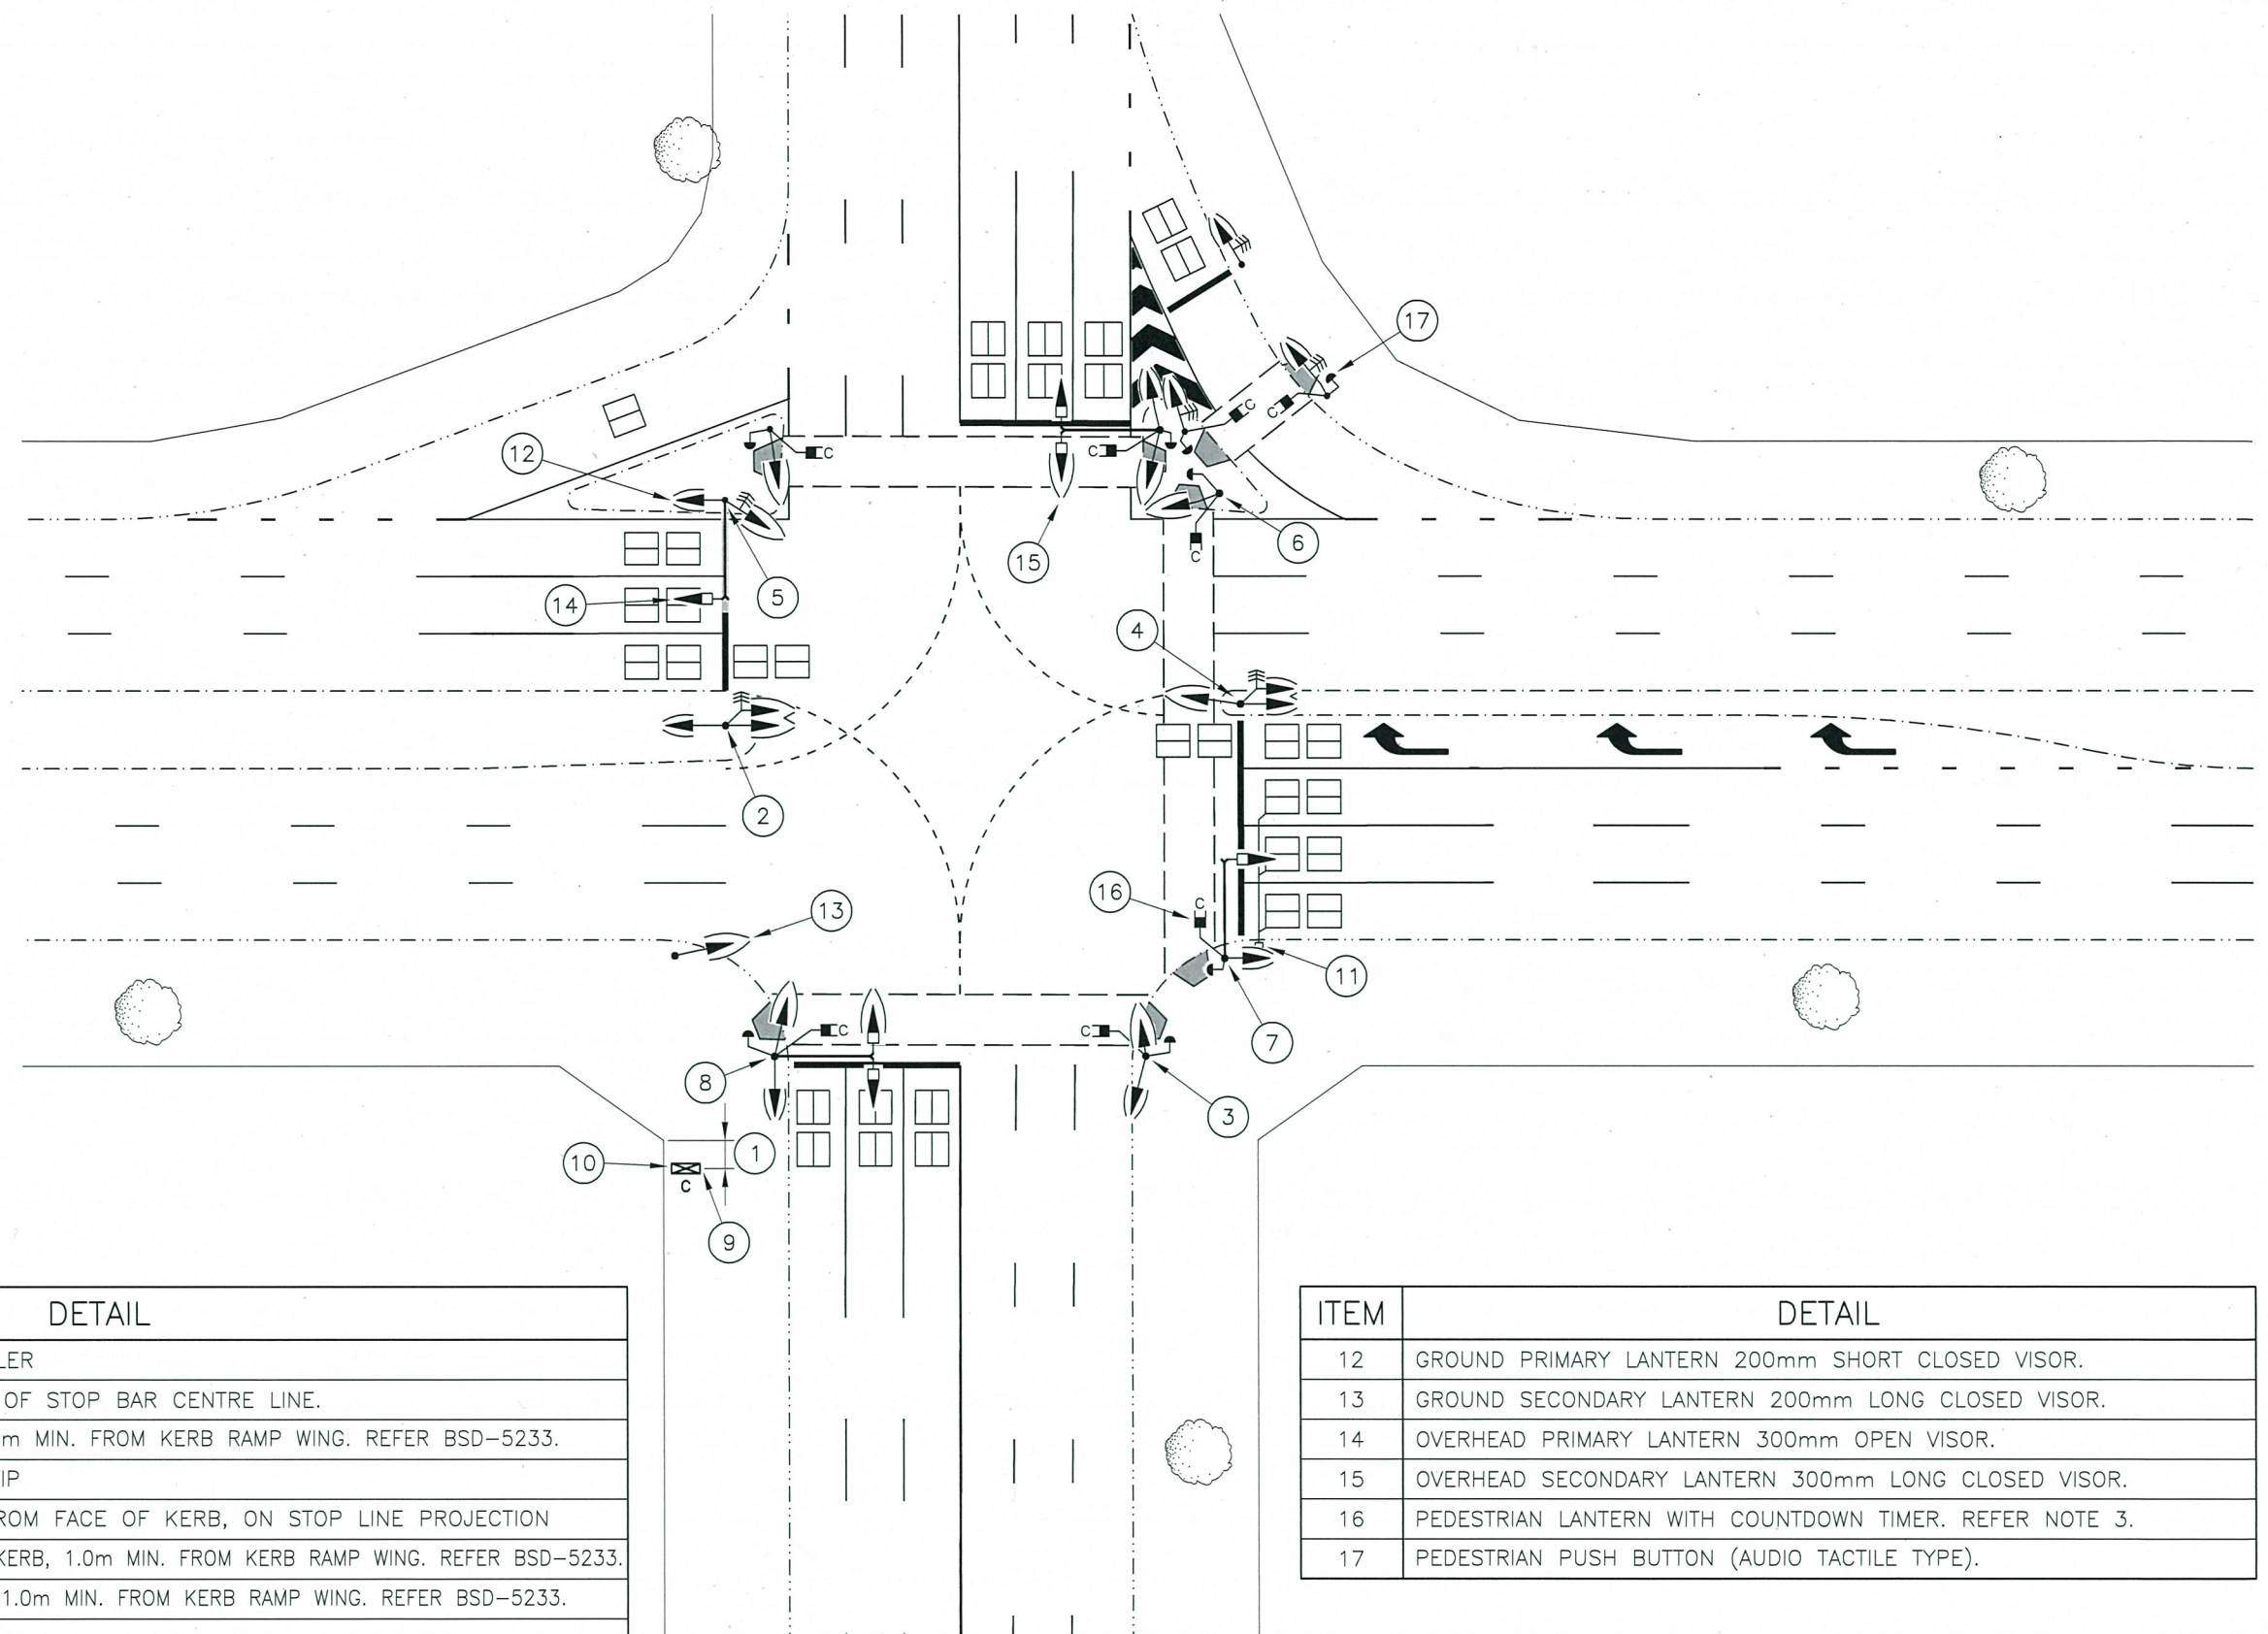 17
12
15
6
14
5
4
2
13
16
11
7
8
3
1
10
9
C
C
C
C
C
C
C
C
C
DETAIL
LER
OF STOP BAR CENTRE LINE.
m MIN. FROM KERB RAMP WING. REFER BSD-5233.
IP
ROM FACE OF KERB, ON STOP LINE PROJECTION
KERB, 1.0m MIN. FROM KERB RAMP WING. REFER BSD-5233.
1.0m MIN. FROM KERB RAMP WING. REFER BSD-5233.
ITEM DETAIL
12 GROUND PRIMARY LANTERN 200mm SHORT CLOSED VISOR.
13 GROUND SECONDARY LANTERN 200mm LONG CLOSED VISOR.
14 OVERHEAD PRIMARY LANTERN 300mm OPEN VISOR.
15 OVERHEAD SECONDARY LANTERN 300mm LONG CLOSED VISOR.
16 PEDESTRIAN LANTERN WITH COUNTDOWN TIMER. REFER NOTE 3.
17 PEDESTRIAN PUSH BUTTON (AUDIO TACTILE TYPE).